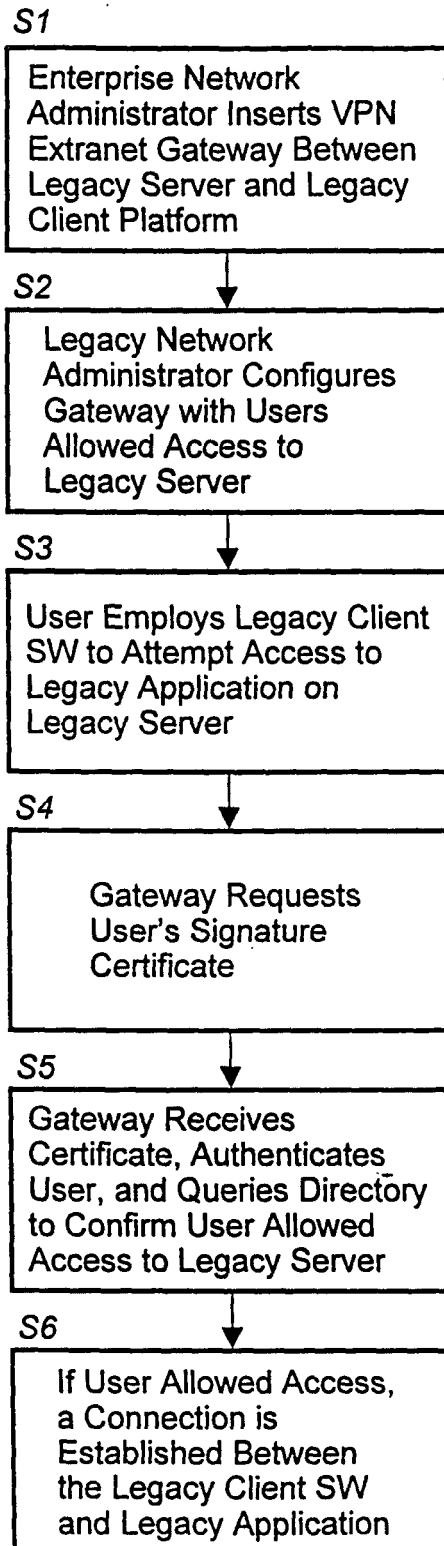 S1
Enterprise Network
Administrator Inserts VPN
Extranet Gateway Between
Legacy Server and Legacy
Client Platform
S2
Legacy Network
Administrator Configures
Gateway with Users
Allowed Access to
Legacy Server
S3
User Employs Legacy Client
SW to Attempt Access to
Legacy Application on
Legacy Server
S4
Gateway Requests
User's Signature
Certificate
S5
Gateway Receives
Certificate, Authenticates
User, and Queries Directory
to Confirm User Allowed
Access to Legacy Server
S6
If User Allowed Access,
a Connection is
Established Between
the Legacy Client SW
and Legacy Application